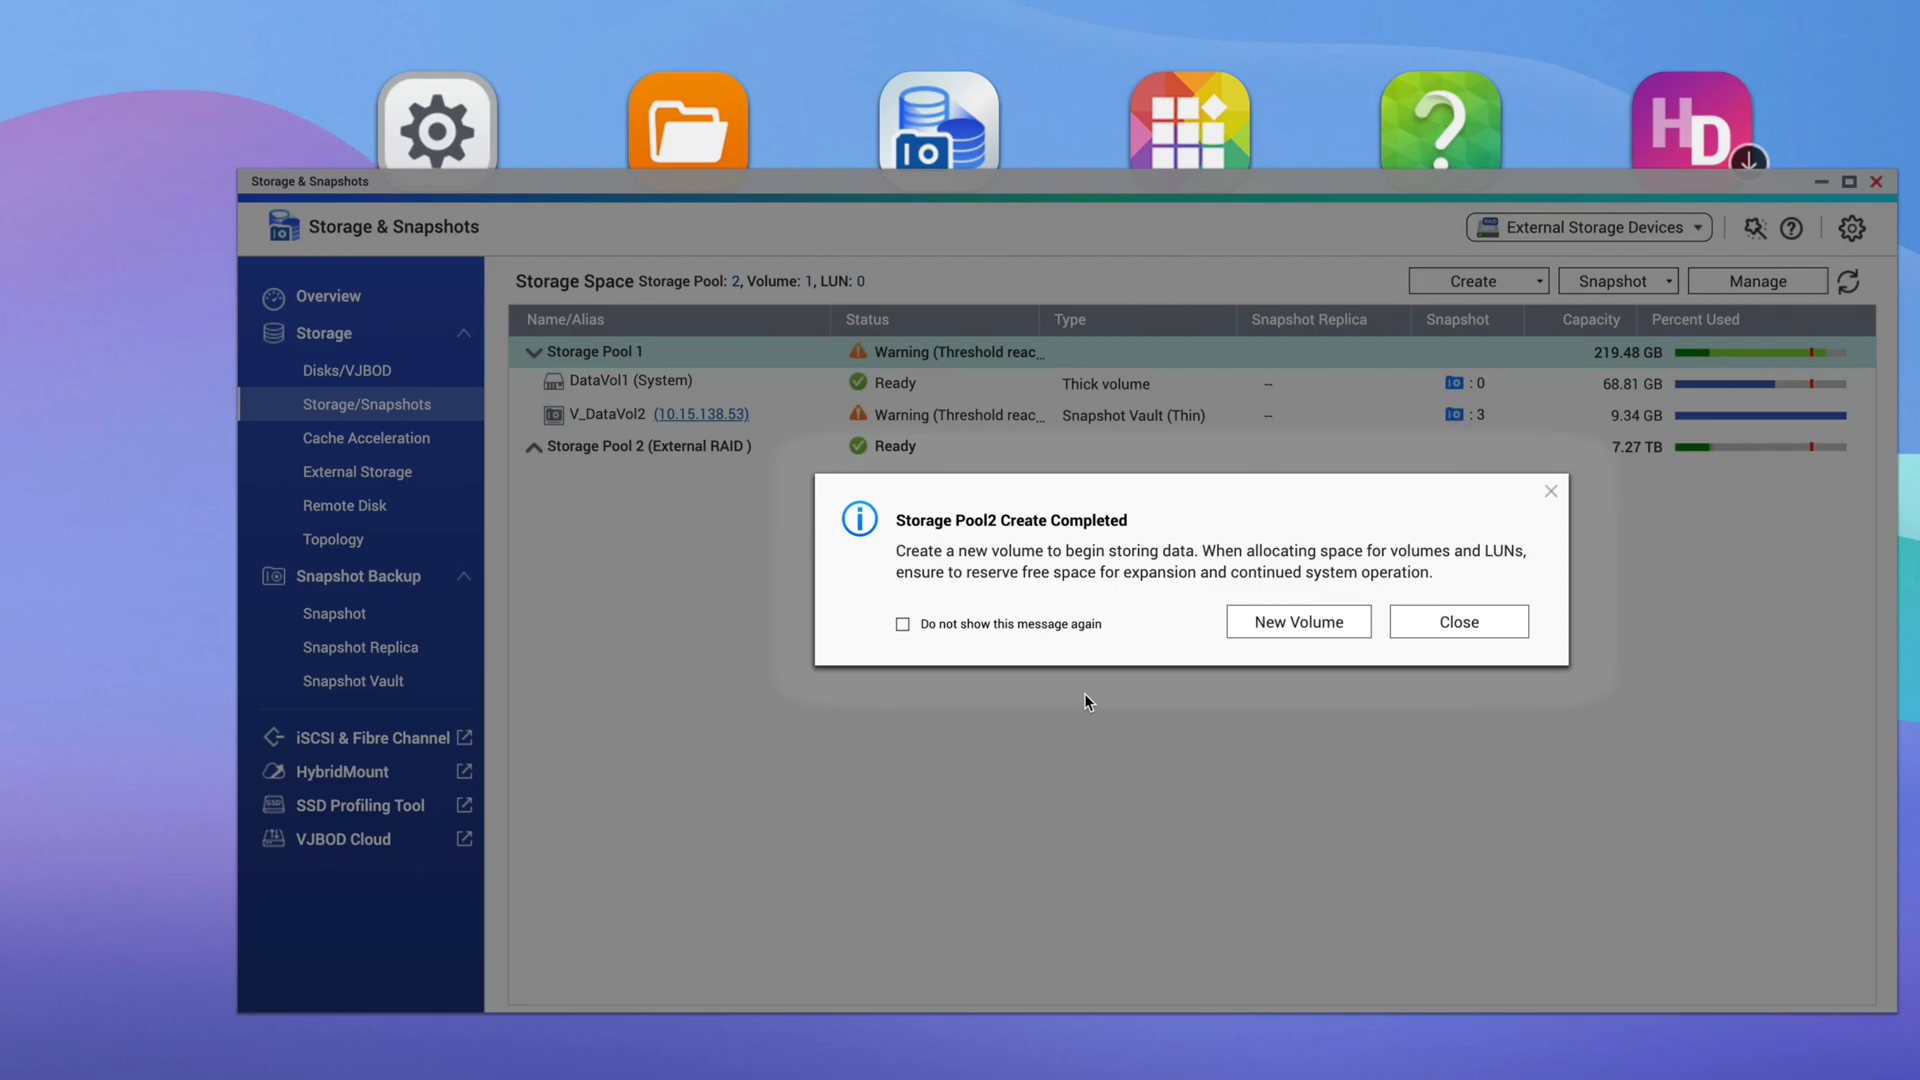 HD
Storage & Snapshots
Storage & Snapshots
External Storage Devices
Overview
Storage
Disks/VJBOD
Storage/Snapshots
Cache Acceleration
External Storage
Remote Disk
Topology
Snapshot Backup
Snapshot
Snapshot Replica
Snapshot Vault
iSCSI & Fibre Channel
HybridMount
SSD Profiling Tool
VJBOD Cloud
Storage Space Storage Pool: 2, Volume: 1, LUN: 0
Create Snapshot Manage
Name/Alias Status Type Snapshot Replica Snapshot Capacity Percent Used
Storage Pool 1 Warning (Threshold reac... 219.48 GB
DataVol1 (System) Ready Thick volume -- : 0 68.81 GB
V_DataVol2 (10.15.138.53) Warning (Threshold reac... Snapshot Vault (Thin) -- : 3 9.34 GB
Storage Pool 2 (External RAID ) Ready 7.27 TB
Storage Pool2 Create Completed
Create a new volume to begin storing data. When allocating space for volumes and LUNs,
ensure to reserve free space for expansion and continued system operation.
Do not show this message again
New Volume Close